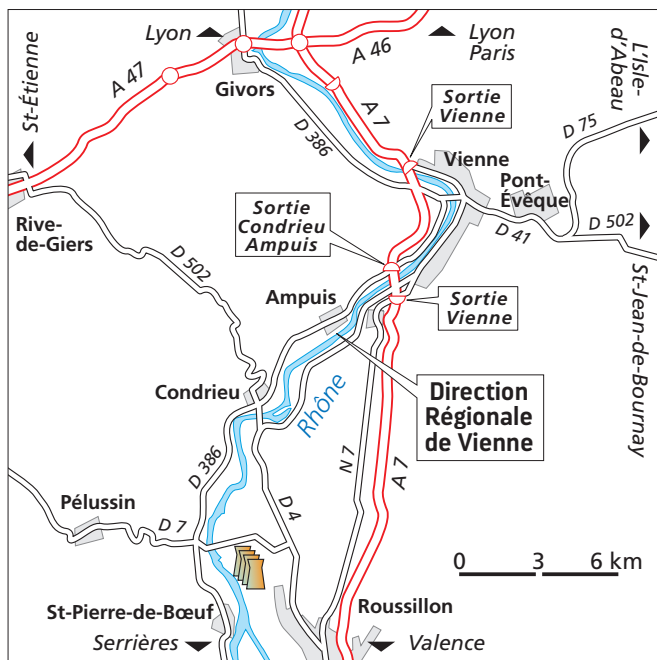 Lyon
A 46
Lyon
Paris
L'Isle-
d'Abeau
St-Étienne
A 47
Givors
A 7
D 386
Sortie
Vienne
D 75
Vienne
Pont-
Évêque
Rive-
de-Giers
Sortie
Condrieu
Ampuis
D 41
D 502
D 502
Ampuis
Sortie
Vienne
St-Jean-de-Bournay
Condrieu
Rhône
Direction
Régionale
de Vienne
D 386
N 7
A 7
Pélussin
D 7
D 4
0 3 6 km
St-Pierre-de-Bœuf
Roussillon
Serrières
Valence